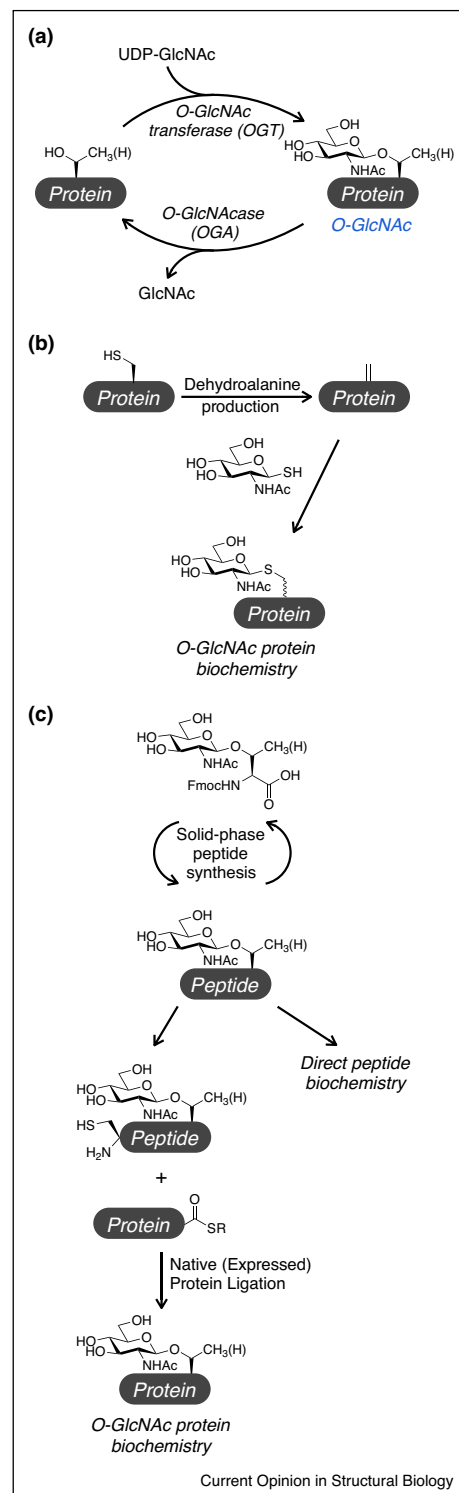 (a)
UDP-GlcNAc
O-GlcNAc
transferase (OGT)
HO
CH3(H)
Protein
OH
HO
HO
O
O
NHAc
CH3(H)
Protein
O-GlcNAc
O-GlcNAcase
(OGA)
GlcNAc
(b)
HS
Protein
Dehydroalanine
production
Protein
OH
HO
HO
O
SH
NHAc
OH
HO
HO
O
S
NHAc
Protein
O-GlcNAc protein
biochemistry
(c)
OH
HO
HO
O
O
CH3(H)
NHAc
FmocHN
OH
O
Solid-phase
peptide
synthesis
OH
HO
HO
O
O
CH3(H)
NHAc
Peptide
Direct peptide
biochemistry
OH
HO
HO
O
O
CH3(H)
NHAc
HS
H2N
Peptide
+
Protein
O
SR
Native (Expressed)
Protein Ligation
OH
HO
HO
O
O
CH3(H)
NHAc
Protein
O-GlcNAc protein
biochemistry
Current Opinion in Structural Biology